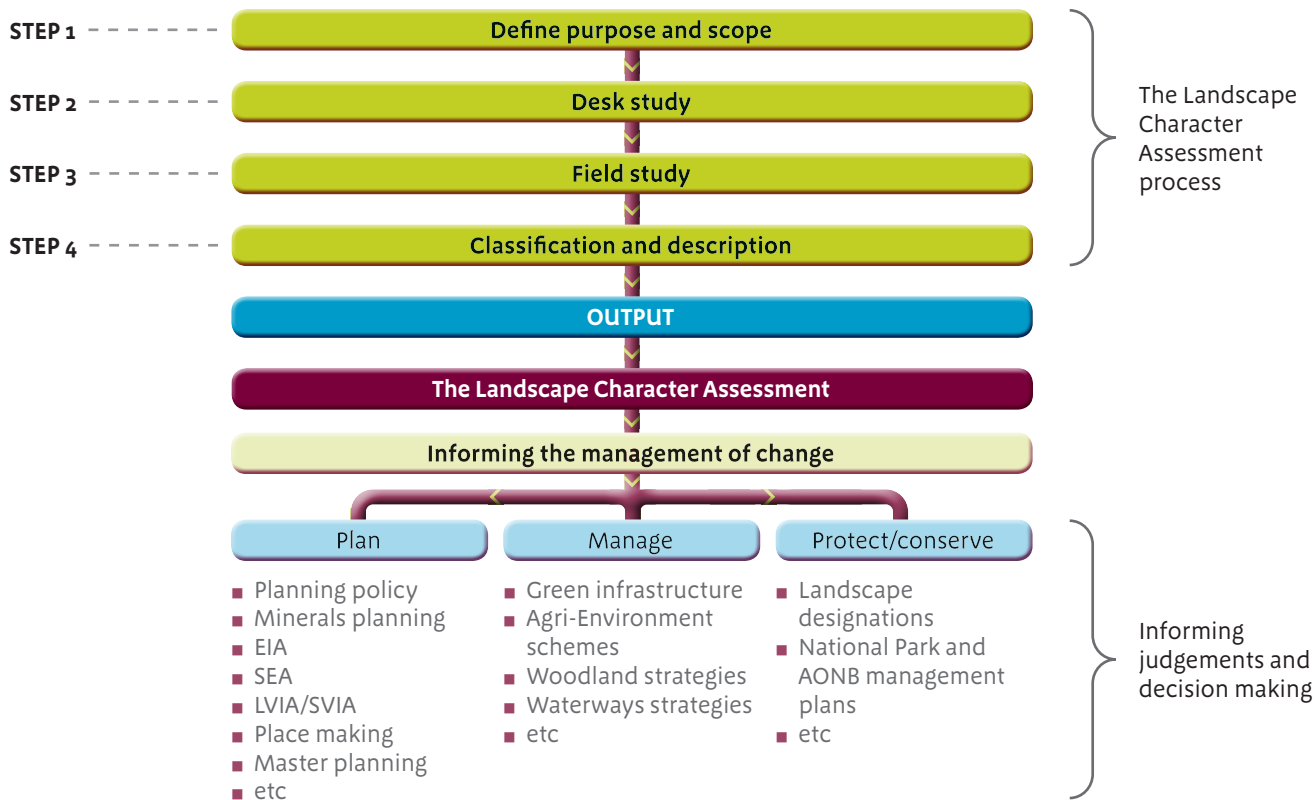 STEP 1
Define purpose and scope
STEP 2
Desk study
STEP 3
Field study
STEP 4
Classification and description
The Landscape
Character
Assessment
process
OUTPUT
The Landscape Character Assessment
Informing the management of change
Plan
Planning policy
Minerals planning
EIA
SEA
LVIA/SVIA
Place making
Master planning
etc
Manage
Green infrastructure
Agri-Environment
schemes
Woodland strategies
Waterways strategies
etc
Protect/conserve
Landscape
designations
National Park and
AONB management
plans
etc
Informing
judgements and
decision making